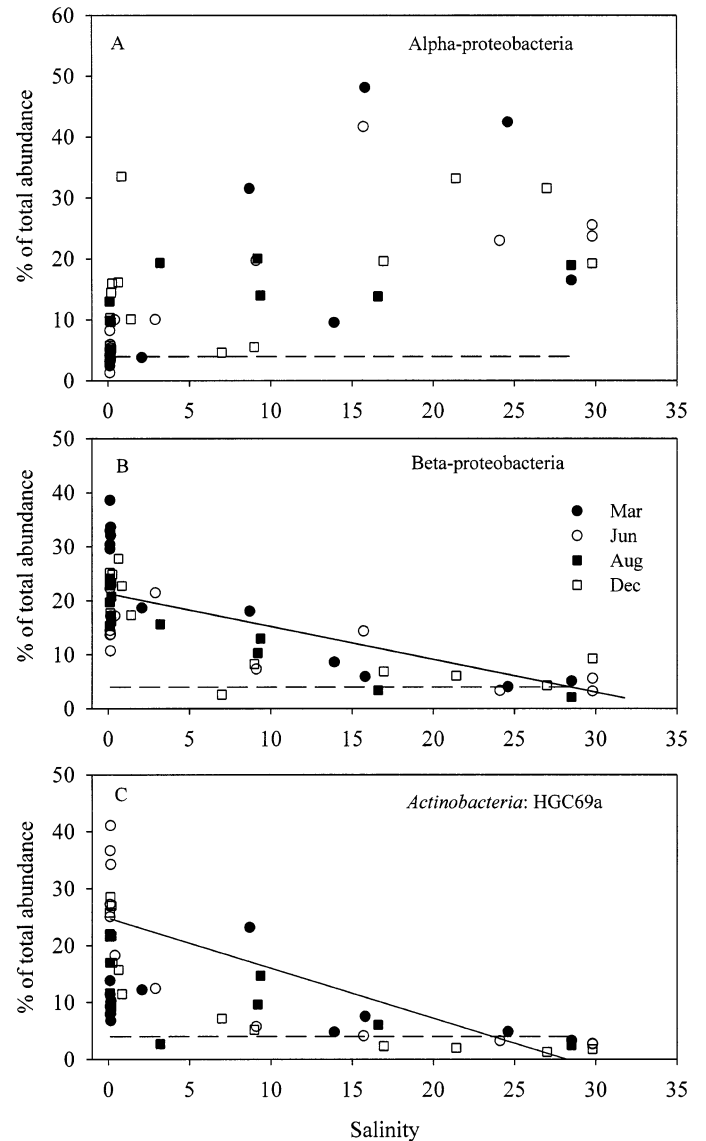 60
A
Alpha-proteobacteria
50
40
30
20
10
0
% of total abundance
0 5 10 15 20 25 30 35
50
B
Beta-proteobacteria
40
Mar
Jun
30
Aug
Dec
20
10
0
% of total abundance
0 5 10 15 20 25 30 35
50
C
Actinobacteria: HGC69a
40
30
20
10
0
% of total abundance
0 5 10 15 20 25 30 35
Salinity